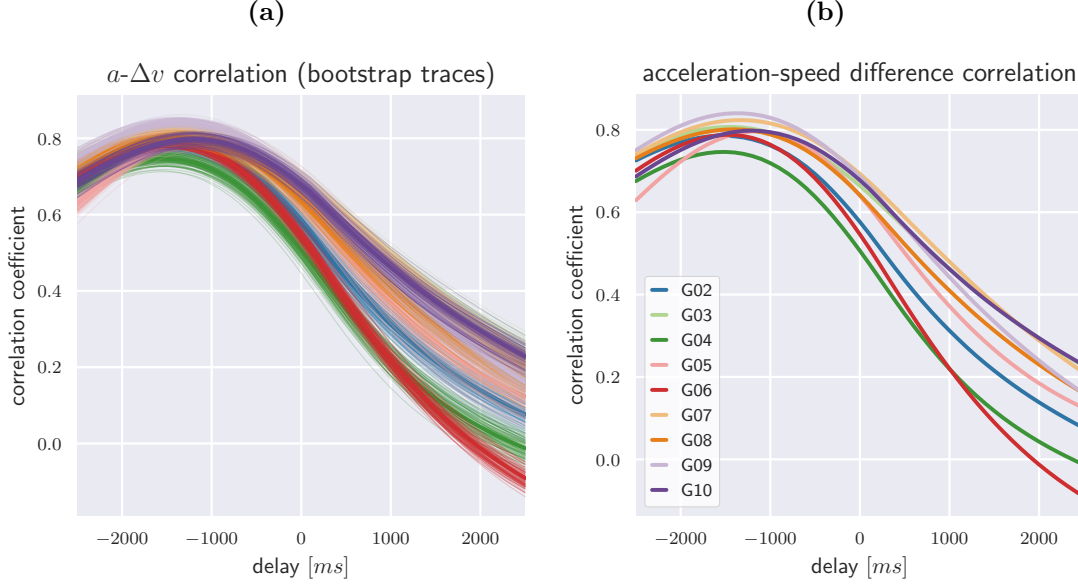 (a)
(b)
a-Δv correlation (bootstrap traces)
acceleration-speed difference correlation
correlation coefficient
0.8
0.6
0.4
0.2
0.0
−2000
−1000
0
1000
2000
delay [ms]
correlation coefficient
0.8
0.6
0.4
0.2
0.0
G02
G03
G04
G05
G06
G07
G08
G09
G10
−2000
−1000
0
1000
2000
delay [ms]